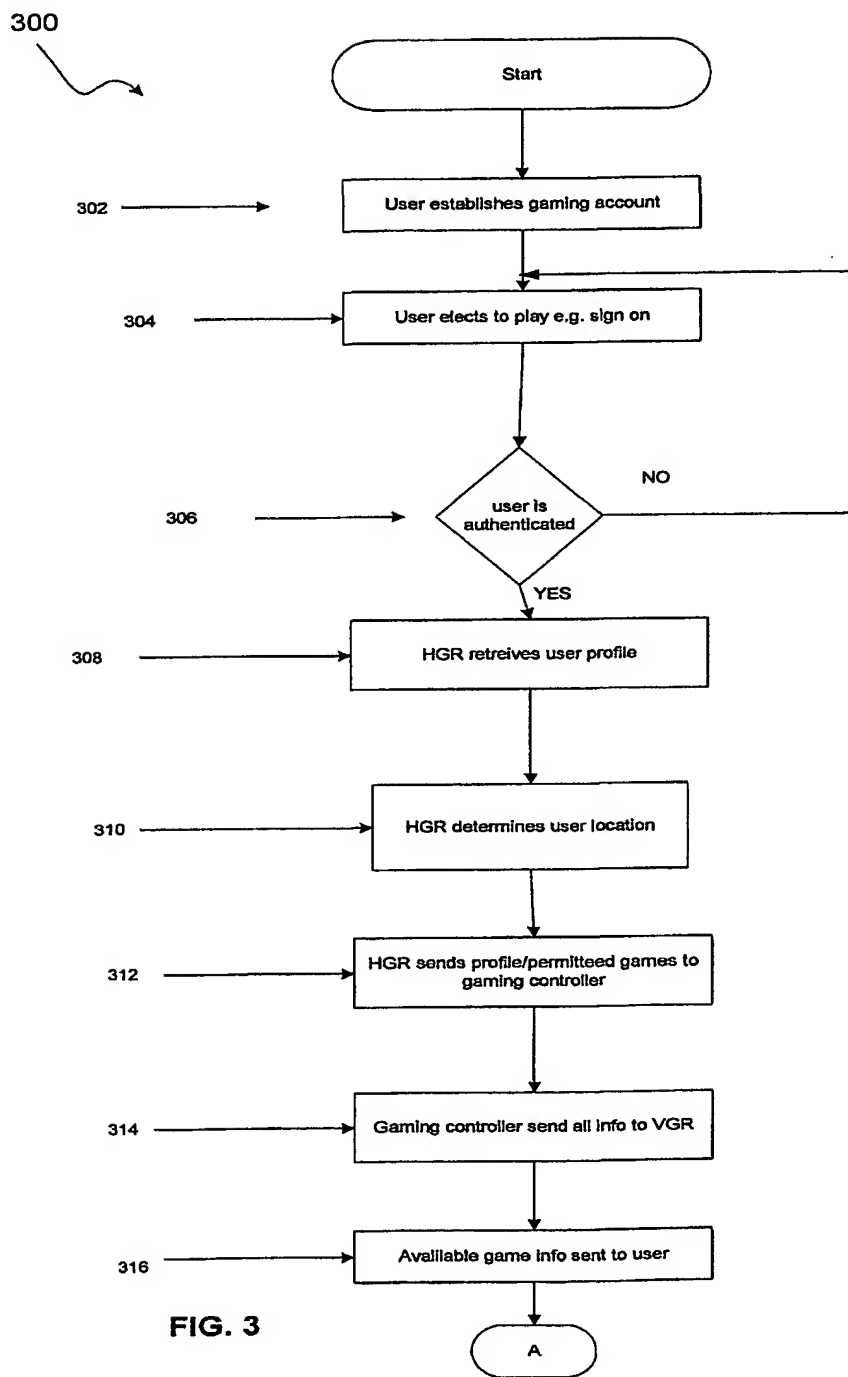 300
Start
302
User establishes gaming account
304
User elects to play e.g. sign on
306
user is
authenticated
NO
YES
308
HGR retreives user profile
310
HGR determines user location
312
HGR sends profile/permitteed games to
gaming controller
314
Gaming controller send all info to VGR
316
Available game info sent to user
FIG. 3
A